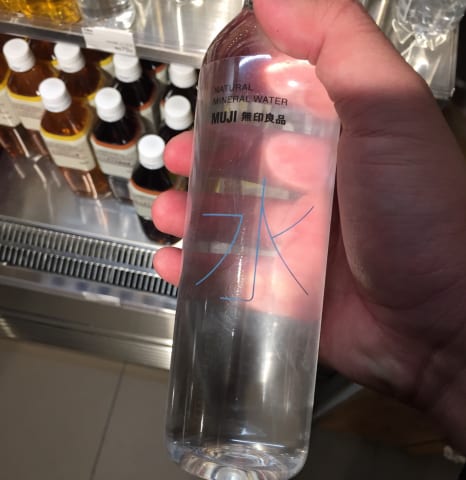 NATURAL
MINERAL WATER
MUJI 無印良品
水